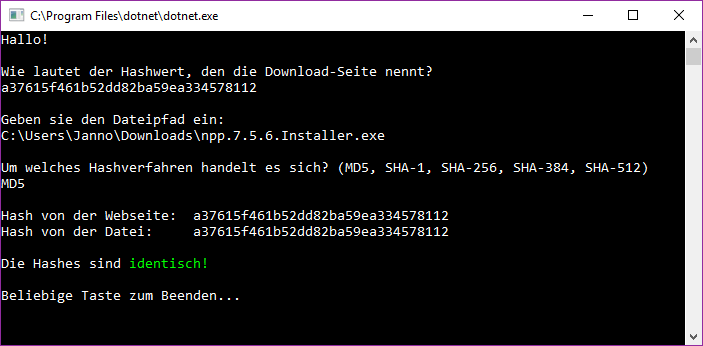 C:\Program Files\dotnet\dotnet.exe
Hallo!
Wie lautet der Hashwert, den die Download-Seite nennt?
a37615f461b52dd82ba59ea334578112
Geben sie den Dateipfad ein:
C:\Users\Janno\Downloads\npp.7.5.6.Installer.exe
Um welches Hashverfahren handelt es sich? (MD5, SHA-1, SHA-256, SHA-384, SHA-512)
MD5
Hash von der Webseite:  a37615f461b52dd82ba59ea334578112
Hash von der Datei:     a37615f461b52dd82ba59ea334578112
Die Hashes sind identisch!
Beliebige Taste zum Beenden...